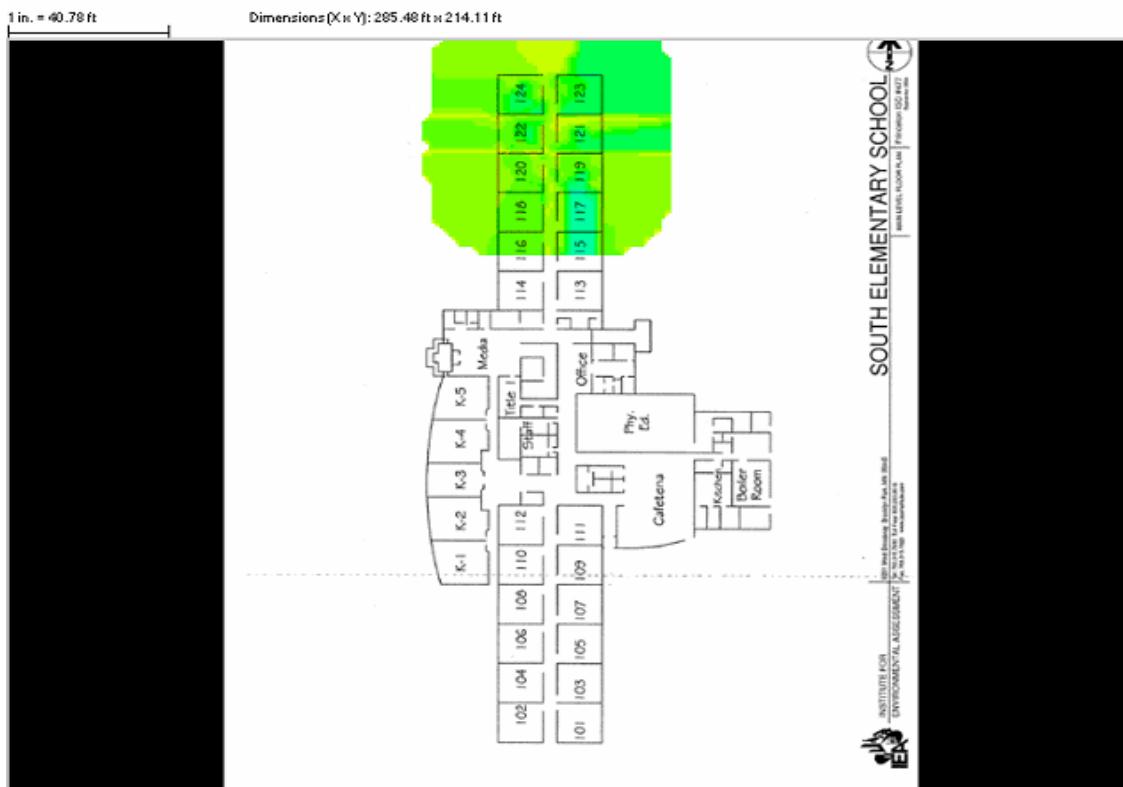 1 in. = 40.78 ft
Dimensions (X x Y): 285.48 ft x 214.11 ft
124
123
122
121
120
119
118
117
116
115
114
113
Media
Office
K-5
Title I
K-4
Staff
Phy.
Ed.
K-3
K-2
112
111
Cafeteria
Kitchen
Boiler
Room
K-1
110
109
108
107
106
105
104
103
102
101
SOUTH ELEMENTARY SCHOOL
MAIN LEVEL FLOOR PLAN
INSTITUTE FOR
ENVIRONMENTAL ASSESSMENT
IEA